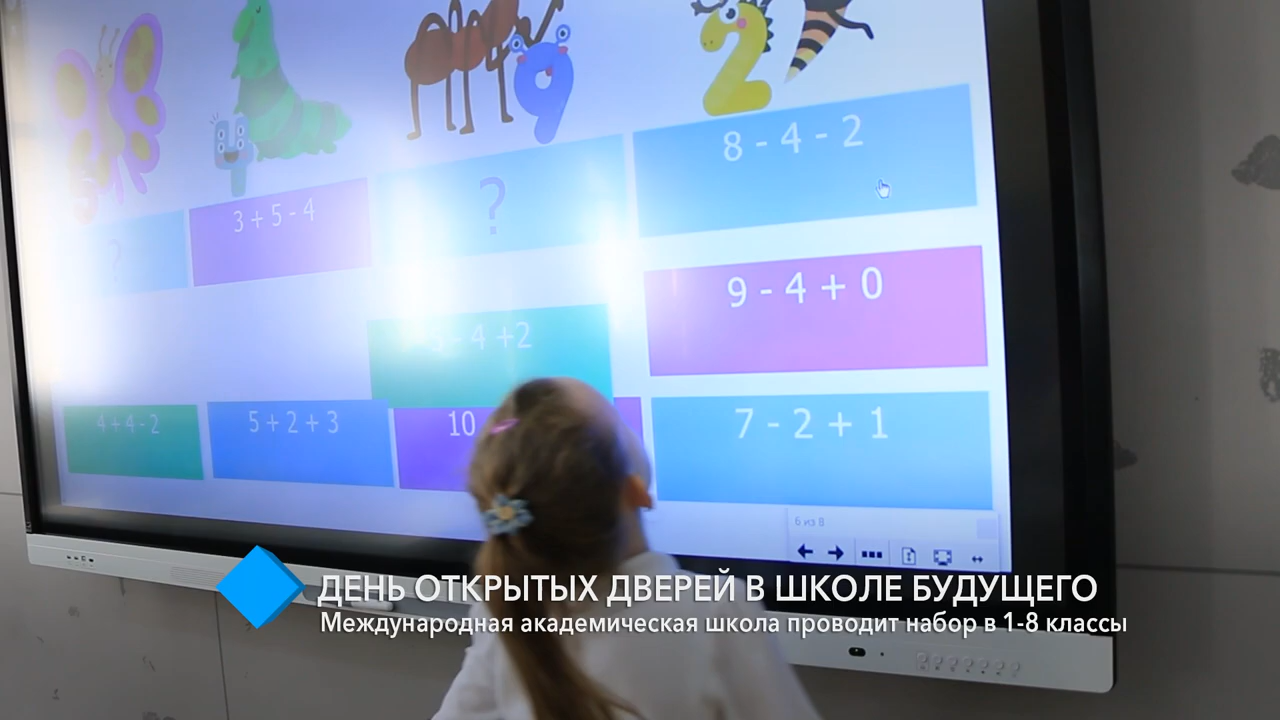 8 - 4 - 2
3 + 5 - 4
?
?
9 - 4 + 0
- 4 +2
4 + 4 - 2
5 + 2 + 3
10
7 - 2 + 1
6 из 8
ДЕНЬ ОТКРЫТЫХ ДВЕРЕЙ В ШКОЛЕ БУДУЩЕГО
Международная академическая школа проводит набор в 1-8 классы